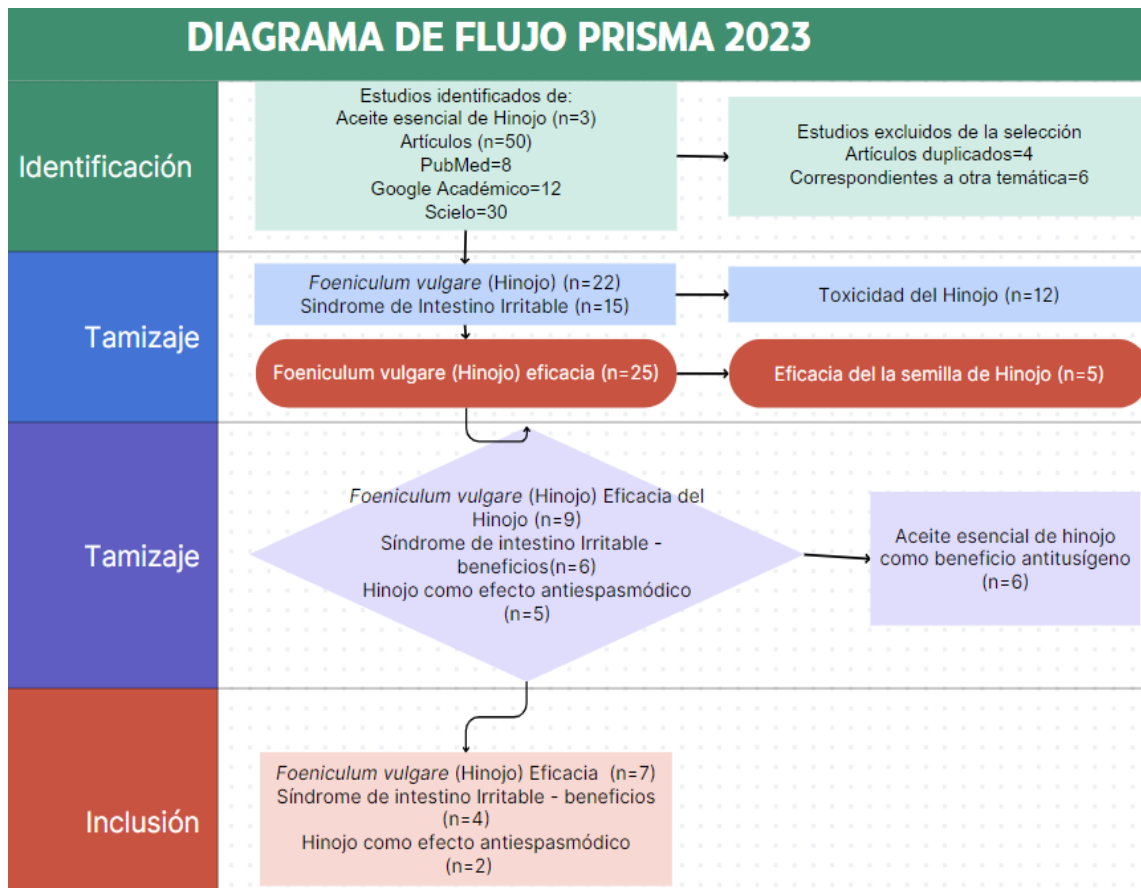 DIAGRAMA DE FLUJO PRISMA 2023
Identificación
Estudios identificados de:
Aceite esencial de Hinojo (n=3)
Artículos (n=50)
PubMed=8
Google Académico=12
Scielo=30
Estudios excluidos de la selección
Artículos duplicados=4
Correspondientes a otra temática=6
Tamizaje
Foeniculum vulgare (Hinojo) (n=22)
Sindrome de Intestino Irritable (n=15)
Toxicidad del Hinojo (n=12)
Foeniculum vulgare (Hinojo) eficacia (n=25)
Eficacia del la semilla de Hinojo (n=5)
Tamizaje
Foeniculum vulgare (Hinojo) Eficacia del
Hinojo (n=9)
Síndrome de intestino Irritable -
beneficios(n=6)
Hinojo como efecto antiespasmódico
(n=5)
Aceite esencial de hinojo
como beneficio antitusígeno
(n=6)
Inclusión
Foeniculum vulgare (Hinojo) Eficacia (n=7)
Síndrome de intestino Irritable - beneficios
(n=4)
Hinojo como efecto antiespasmódico
(n=2)